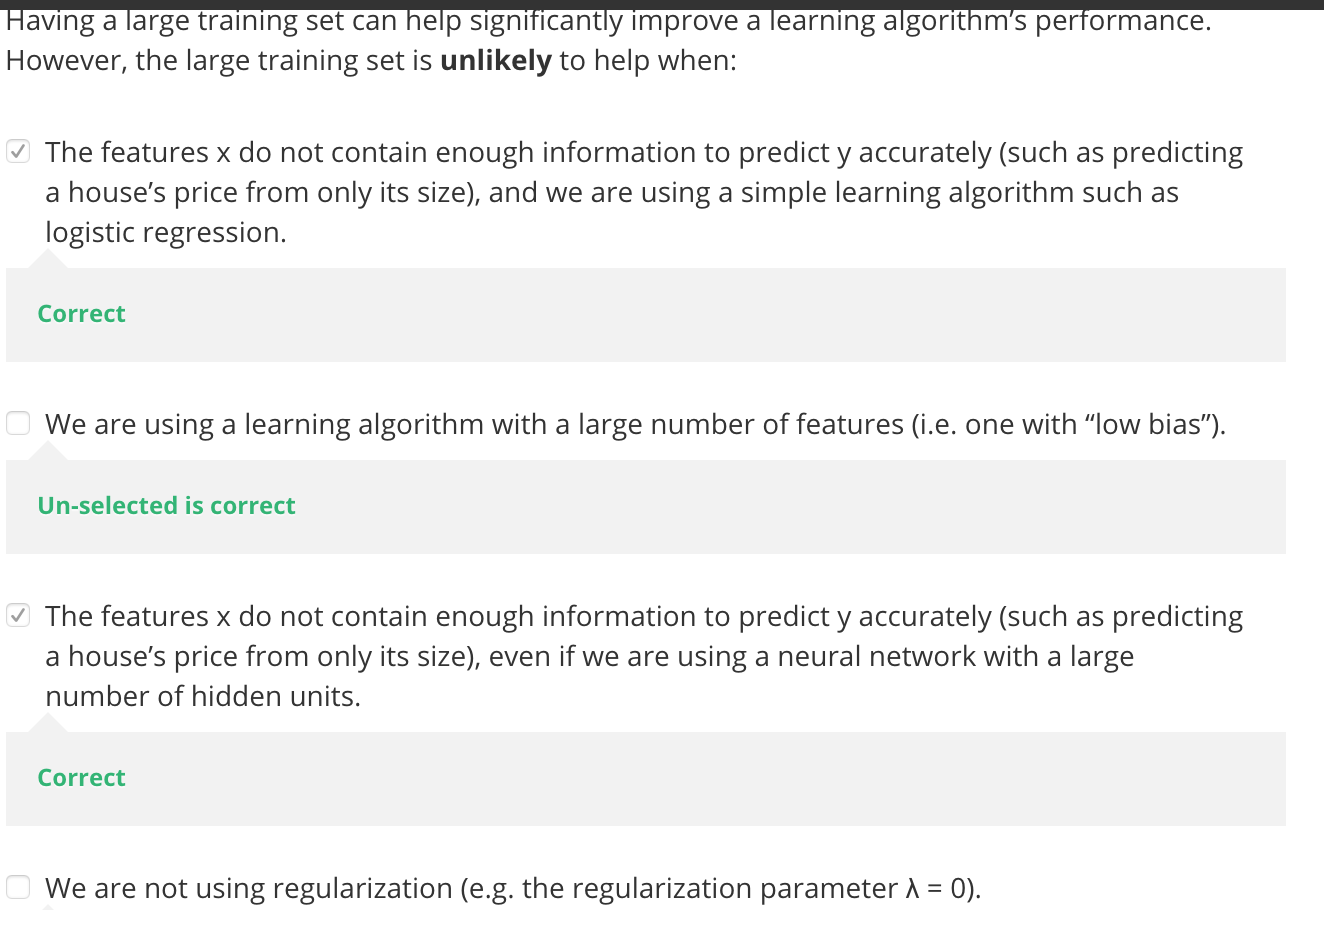 Having a large training set can help significantly improve a learning algorithm’s performance.
However, the large training set is unlikely to help when:
The features x do not contain enough information to predict y accurately (such as predicting
a house’s price from only its size), and we are using a simple learning algorithm such as
logistic regression.
Correct
We are using a learning algorithm with a large number of features (i.e. one with “low bias”).
Un-selected is correct
The features x do not contain enough information to predict y accurately (such as predicting
a house’s price from only its size), even if we are using a neural network with a large
number of hidden units.
Correct
We are not using regularization (e.g. the regularization parameter λ = 0).